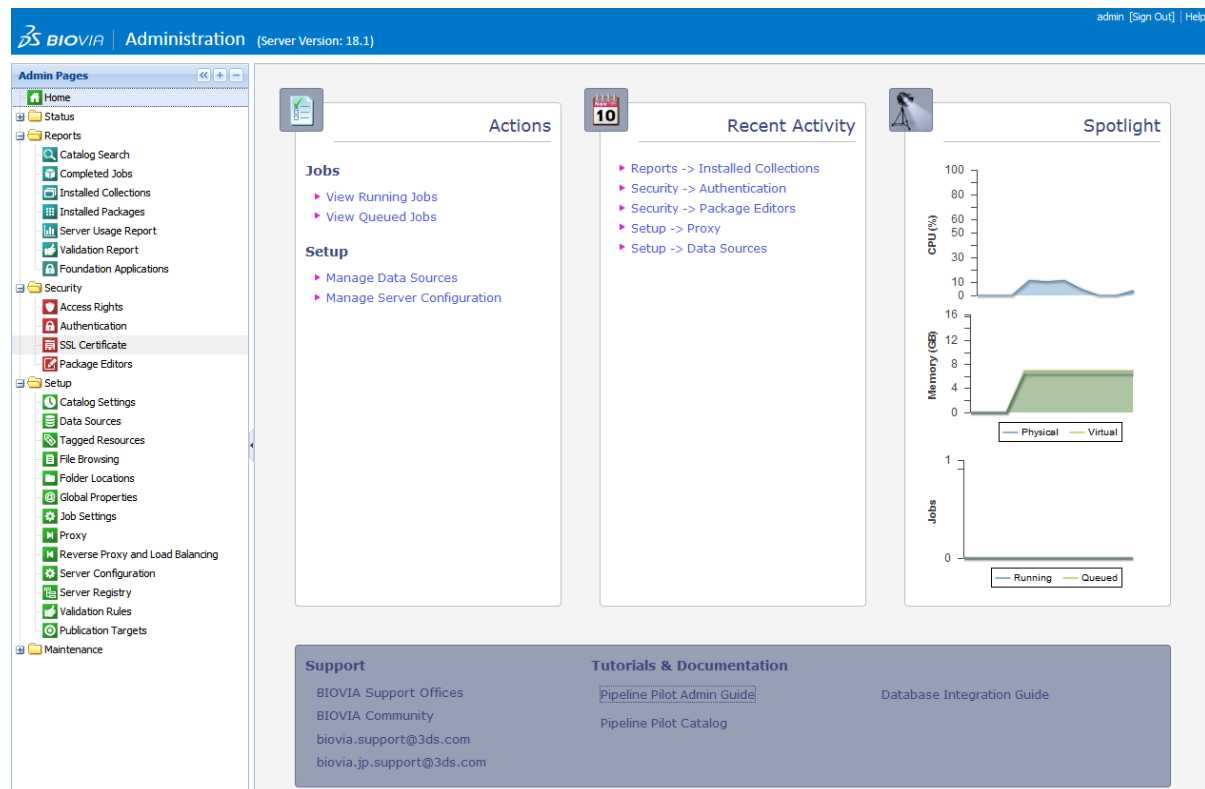 admin [Sign Out] | Help
BIOVIA | Administration (Server Version: 18.1)
Admin Pages
Home
Status
Reports
Catalog Search
Completed Jobs
Installed Collections
Installed Packages
Server Usage Report
Validation Report
Foundation Applications
Security
Access Rights
Authentication
SSL Certificate
Package Editors
Setup
Catalog Settings
Data Sources
Tagged Resources
File Browsing
Folder Locations
Global Properties
Job Settings
Proxy
Reverse Proxy and Load Balancing
Server Configuration
Server Registry
Validation Rules
Publication Targets
Maintenance
Actions
Jobs
View Running Jobs
View Queued Jobs
Setup
Manage Data Sources
Manage Server Configuration
Nov
10
Recent Activity
Reports -> Installed Collections
Security -> Authentication
Security -> Package Editors
Setup -> Proxy
Setup -> Data Sources
Spotlight
CPU (%)
100
80
60
50
30
10
0
Memory (GB)
16
12
8
4
0
Physical Virtual
Jobs
1
0
Running Queued
Support
BIOVIA Support Offices
BIOVIA Community
biovia.support@3ds.com
biovia.jp.support@3ds.com
Tutorials & Documentation
Pipeline Pilot Admin Guide
Pipeline Pilot Catalog
Database Integration Guide